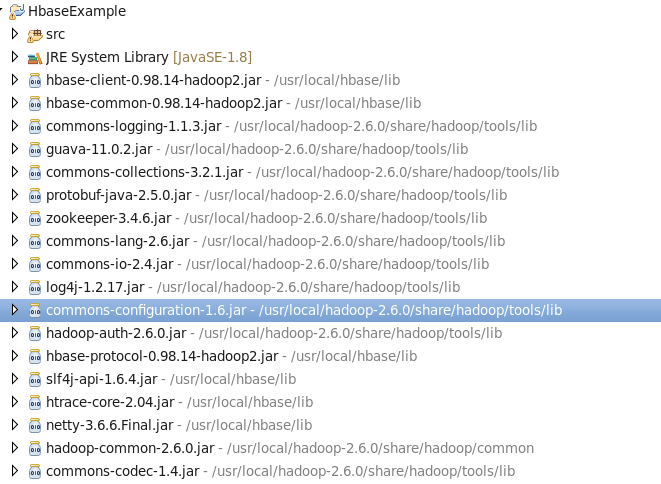 HbaseExample
src
JRE System Library [JavaSE-1.8]
hbase-client-0.98.14-hadoop2.jar - /usr/local/hbase/lib
hbase-common-0.98.14-hadoop2.jar - /usr/local/hbase/lib
commons-logging-1.1.3.jar - /usr/local/hadoop-2.6.0/share/hadoop/tools/lib
guava-11.0.2.jar - /usr/local/hadoop-2.6.0/share/hadoop/tools/lib
commons-collections-3.2.1.jar - /usr/local/hadoop-2.6.0/share/hadoop/tools/lib
protobuf-java-2.5.0.jar - /usr/local/hadoop-2.6.0/share/hadoop/tools/lib
zookeeper-3.4.6.jar - /usr/local/hadoop-2.6.0/share/hadoop/tools/lib
commons-lang-2.6.jar - /usr/local/hadoop-2.6.0/share/hadoop/tools/lib
commons-io-2.4.jar - /usr/local/hadoop-2.6.0/share/hadoop/tools/lib
log4j-1.2.17.jar - /usr/local/hadoop-2.6.0/share/hadoop/tools/lib
commons-configuration-1.6.jar - /usr/local/hadoop-2.6.0/share/hadoop/tools/lib
hadoop-auth-2.6.0.jar - /usr/local/hadoop-2.6.0/share/hadoop/tools/lib
hbase-protocol-0.98.14-hadoop2.jar - /usr/local/hbase/lib
slf4j-api-1.6.4.jar - /usr/local/hbase/lib
htrace-core-2.04.jar - /usr/local/hbase/lib
netty-3.6.6.Final.jar - /usr/local/hbase/lib
hadoop-common-2.6.0.jar - /usr/local/hadoop-2.6.0/share/hadoop/common
commons-codec-1.4.jar - /usr/local/hadoop-2.6.0/share/hadoop/tools/lib